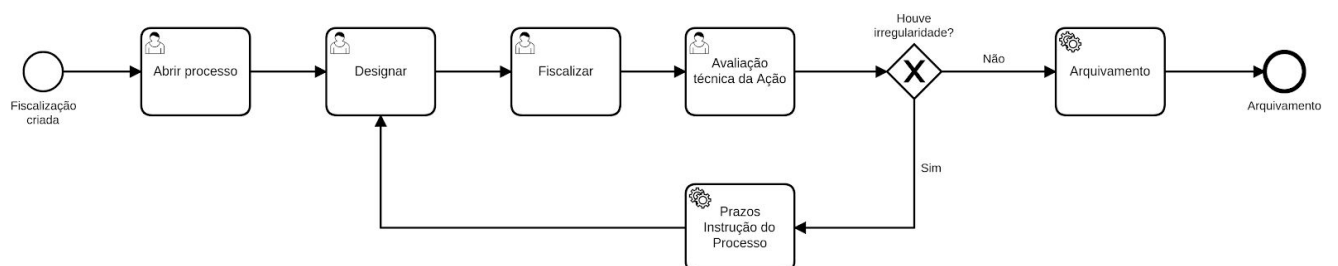 Houve
irregularidade?
Abrir processo
Designar
Fiscalizar
Avaliação
técnica da Ação
Não
Arquivamento
Fiscalização
criada
Arquivamento
Sim
Prazos
Instrução do
Processo